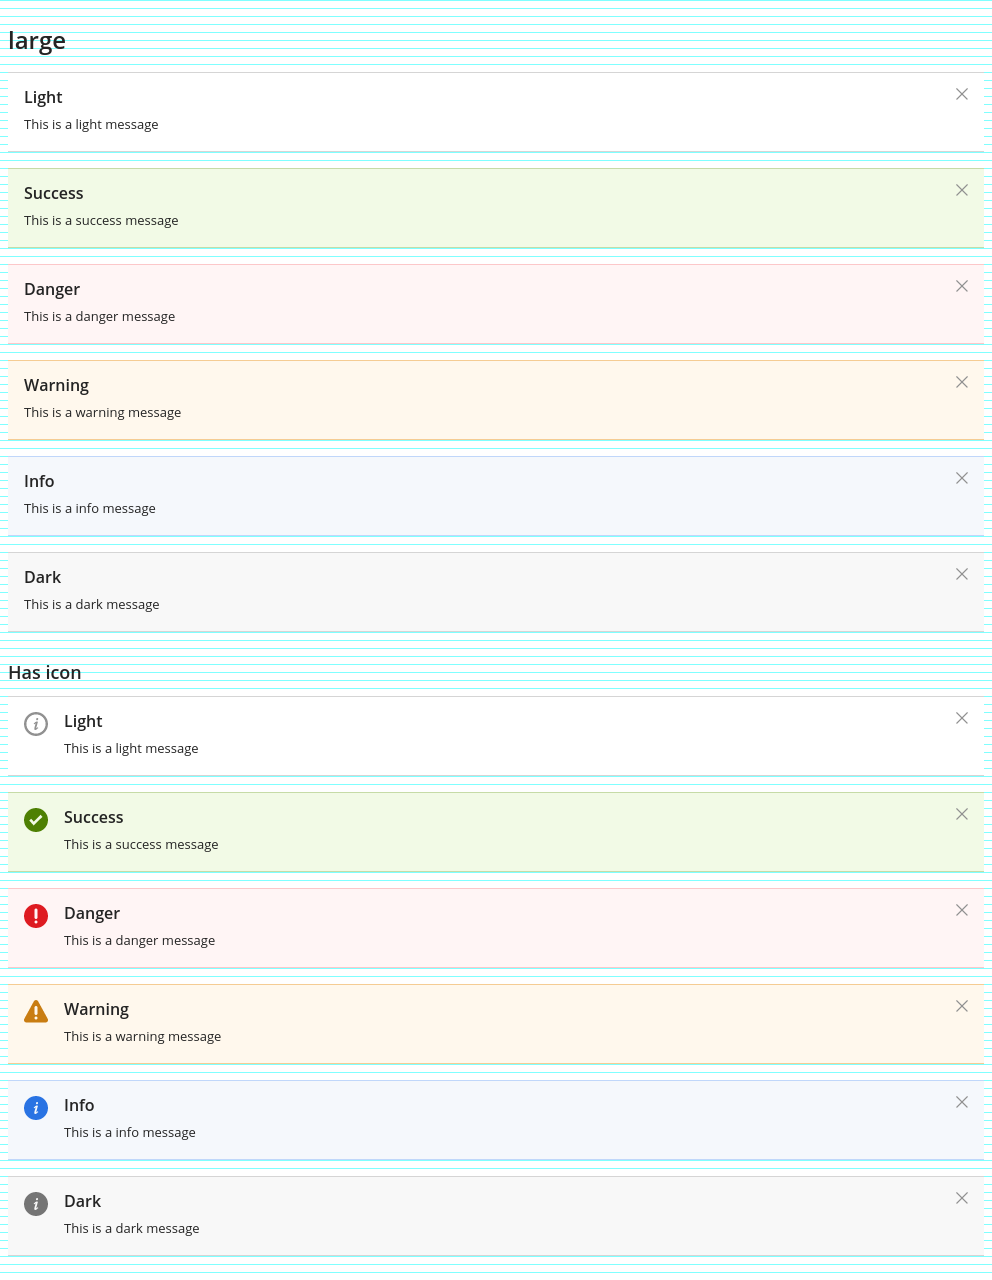 large
Light
This is a light message
Success
This is a success message
Danger
This is a danger message
Warning
This is a warning message
Info
This is a info message
Dark
This is a dark message
Has icon
Light
This is a light message
Success
This is a success message
Danger
This is a danger message
Warning
This is a warning message
Info
This is a info message
Dark
This is a dark message